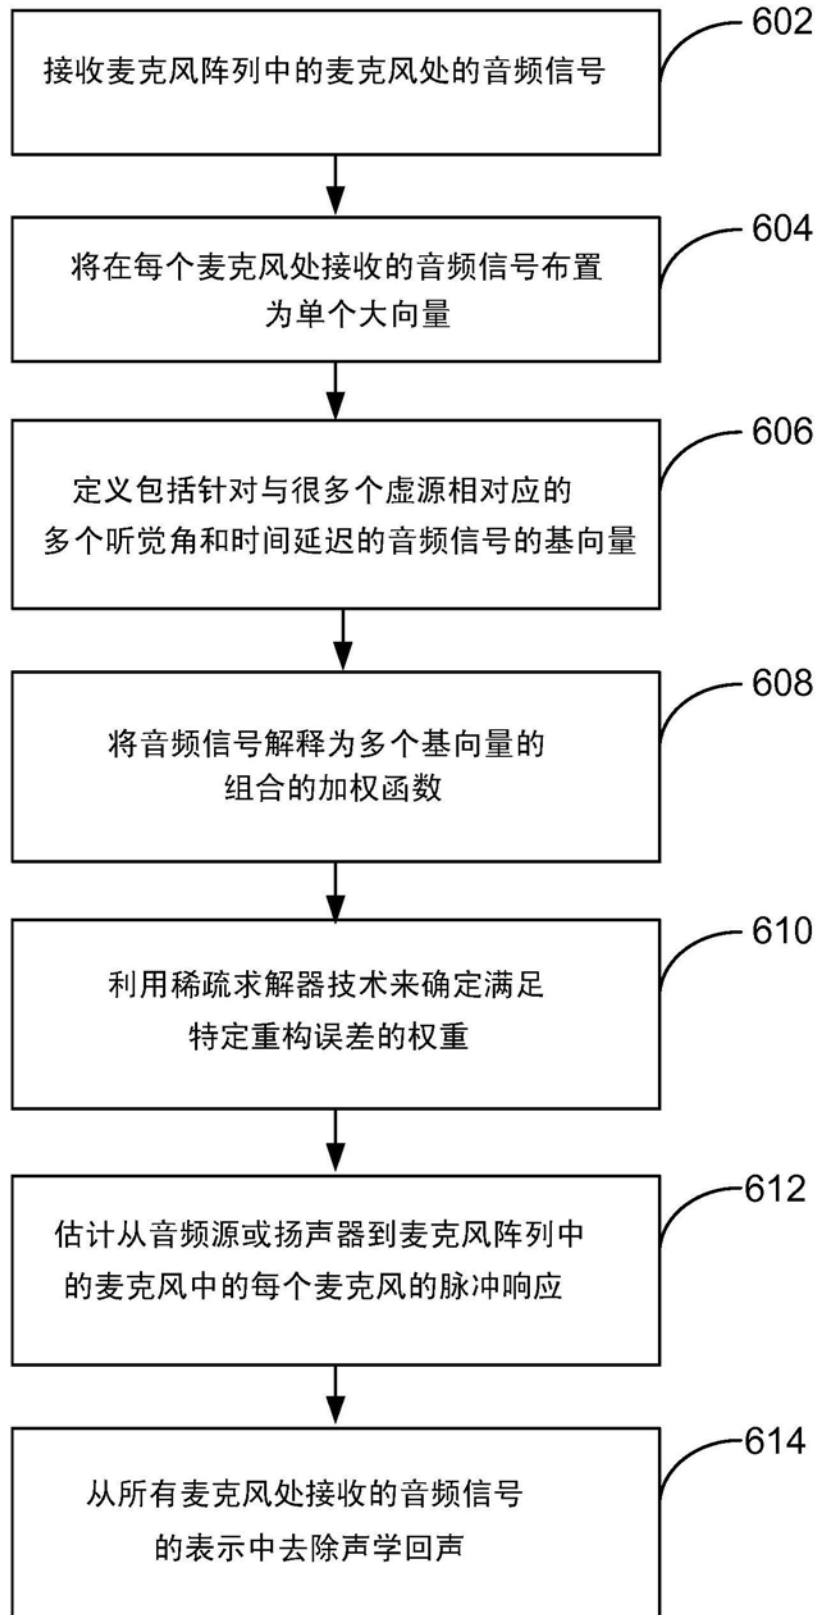 602
接收麦克风阵列中的麦克风处的音频信号
604
将在每个麦克风处接收的音频信号布置
为单个大向量
606
定义包括针对与很多个虚源相对应的
多个听觉角和时间延迟的音频信号的基向量
608
将音频信号解释为多个基向量的
组合的加权函数
610
利用稀疏求解器技术来确定满足
特定重构误差的权重
612
估计从音频源或扬声器到麦克风阵列中
的麦克风中的每个麦克风的脉冲响应
614
从所有麦克风处接收的音频信号
的表示中去除声学回声